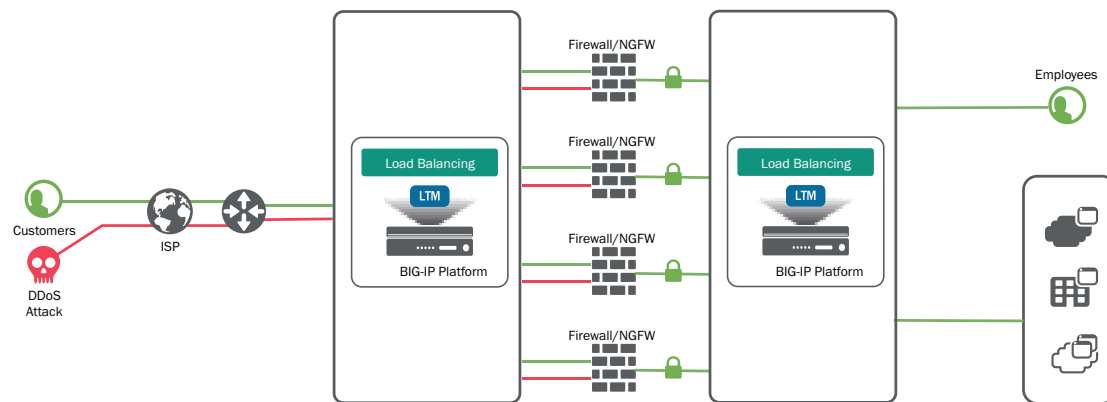 Customers
DDoS
Attack
ISP
Load Balancing
LTM
BIG-IP Platform
Firewall/NGFW
Firewall/NGFW
Firewall/NGFW
Firewall/NGFW
Load Balancing
LTM
BIG-IP Platform
Employees